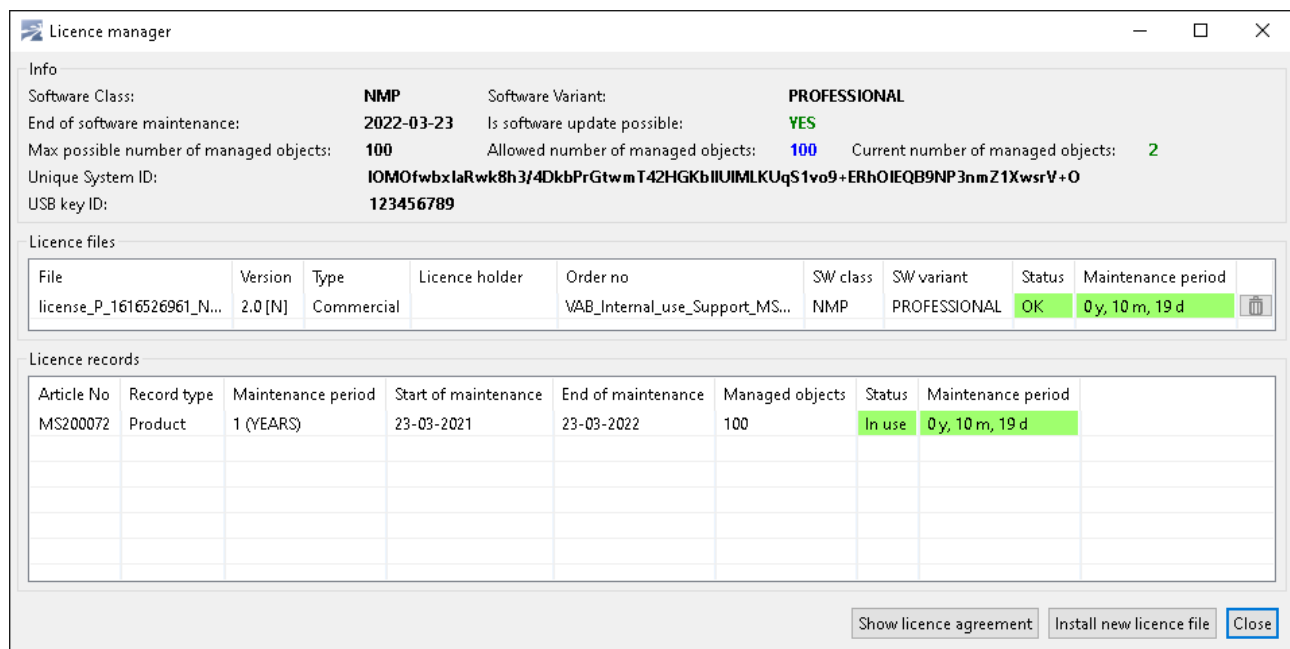 Licence manager
Info
Software Class: NMP Software Variant: PROFESSIONAL
End of software maintenance: 2022-03-23 Is software update possible: YES
Max possible number of managed objects: 100 Allowed number of managed objects: 100 Current number of managed objects: 2
Unique System ID:
USB key ID: 123456789
Licence files
File Version Type Licence holder Order no SW class SW variant Status Maintenance period
license_P_1616526961_N... 2.0 [N] Commercial VAB_Internal_use_Support_MS... NMP PROFESSIONAL OK 0 y, 10 m, 19 d
Licence records
Article No Record type Maintenance period Start of maintenance End of maintenance Managed objects Status Maintenance period
MS200072 Product 1 (YEARS) 23-03-2021 23-03-2022 100 In use 0 y, 10 m, 19 d
Show licence agreement Install new licence file Close